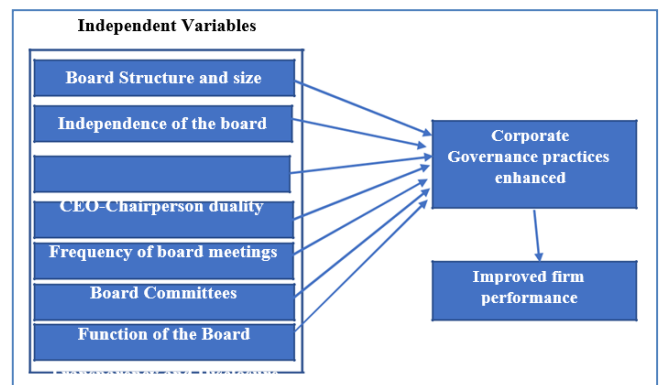 Independent Variables
Board Structure and size
Independence of the board
CEO-Chairperson duality
Frequency of board meetings
Board Committees
Function of the Board
Corporate
Governance practices
enhanced
Improved firm
performance